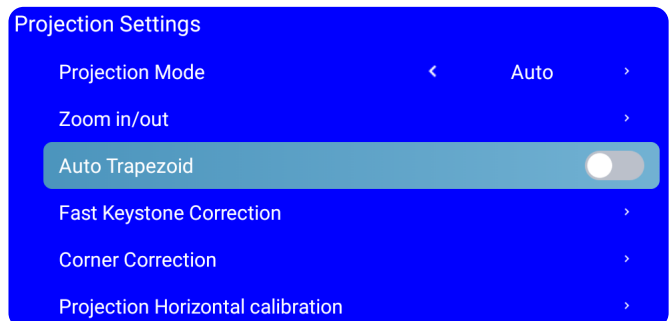 Projection Settings
Projection Mode < Auto >
Zoom in/out >
Auto Trapezoid
Fast Keystone Correction >
Corner Correction >
Projection Horizontal calibration >